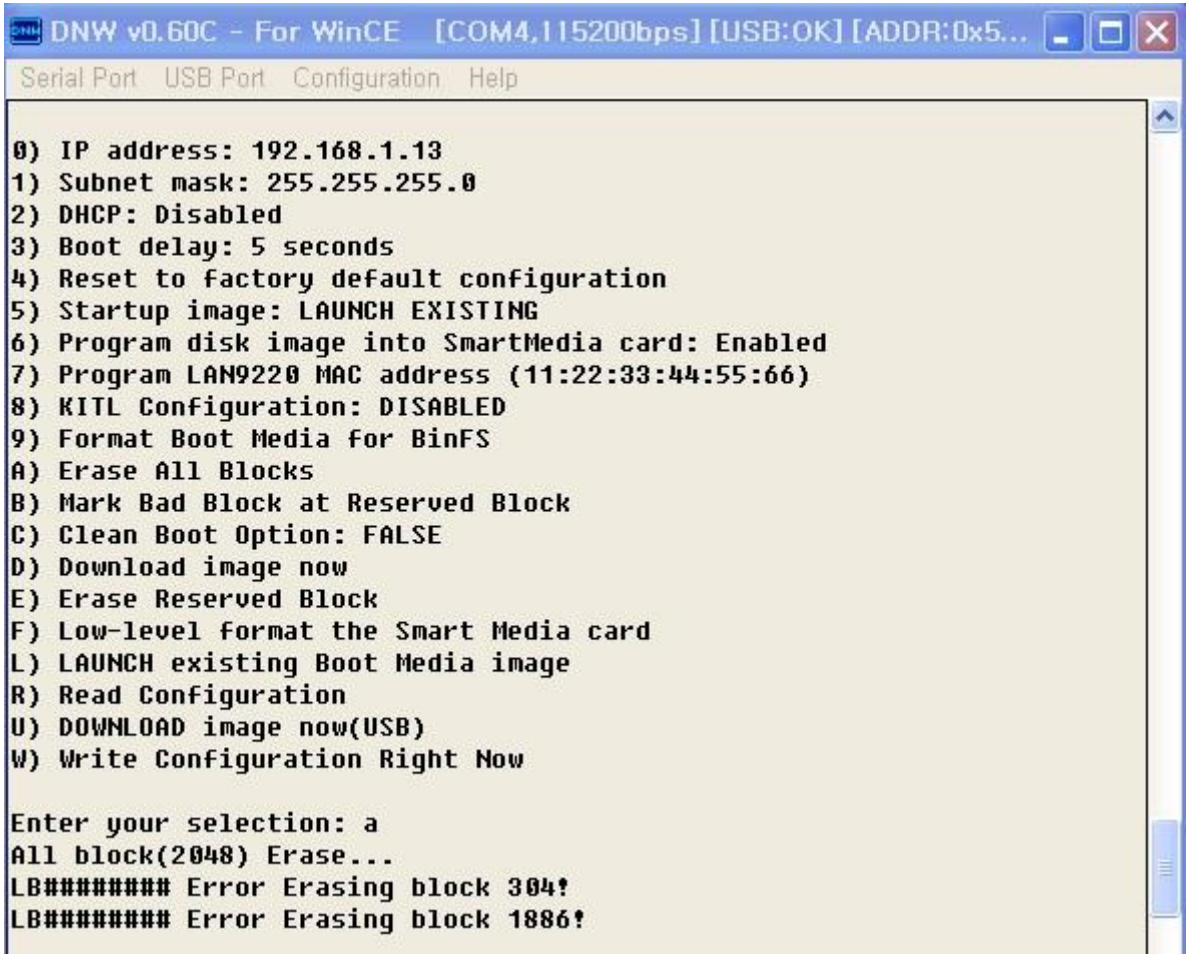 DNW DNW v0.60C - For WinCE [COM4,115200bps] [USB:OK] [ADDR:0x5...
Serial Port USB Port Configuration Help
0) IP address: 192.168.1.13
1) Subnet mask: 255.255.255.0
2) DHCP: Disabled
3) Boot delay: 5 seconds
4) Reset to factory default configuration
5) Startup image: LAUNCH EXISTING
6) Program disk image into SmartMedia card: Enabled
7) Program LAN9220 MAC address (11:22:33:44:55:66)
8) KITL Configuration: DISABLED
9) Format Boot Media for BinFS
A) Erase All Blocks
B) Mark Bad Block at Reserved Block
C) Clean Boot Option: FALSE
D) Download image now
E) Erase Reserved Block
F) Low-level format the Smart Media card
L) LAUNCH existing Boot Media image
R) Read Configuration
U) DOWNLOAD image now(USB)
W) Write Configuration Right Now
Enter your selection: a
All block(2048) Erase...
LB######## Error Erasing block 304!
LB######## Error Erasing block 1886!